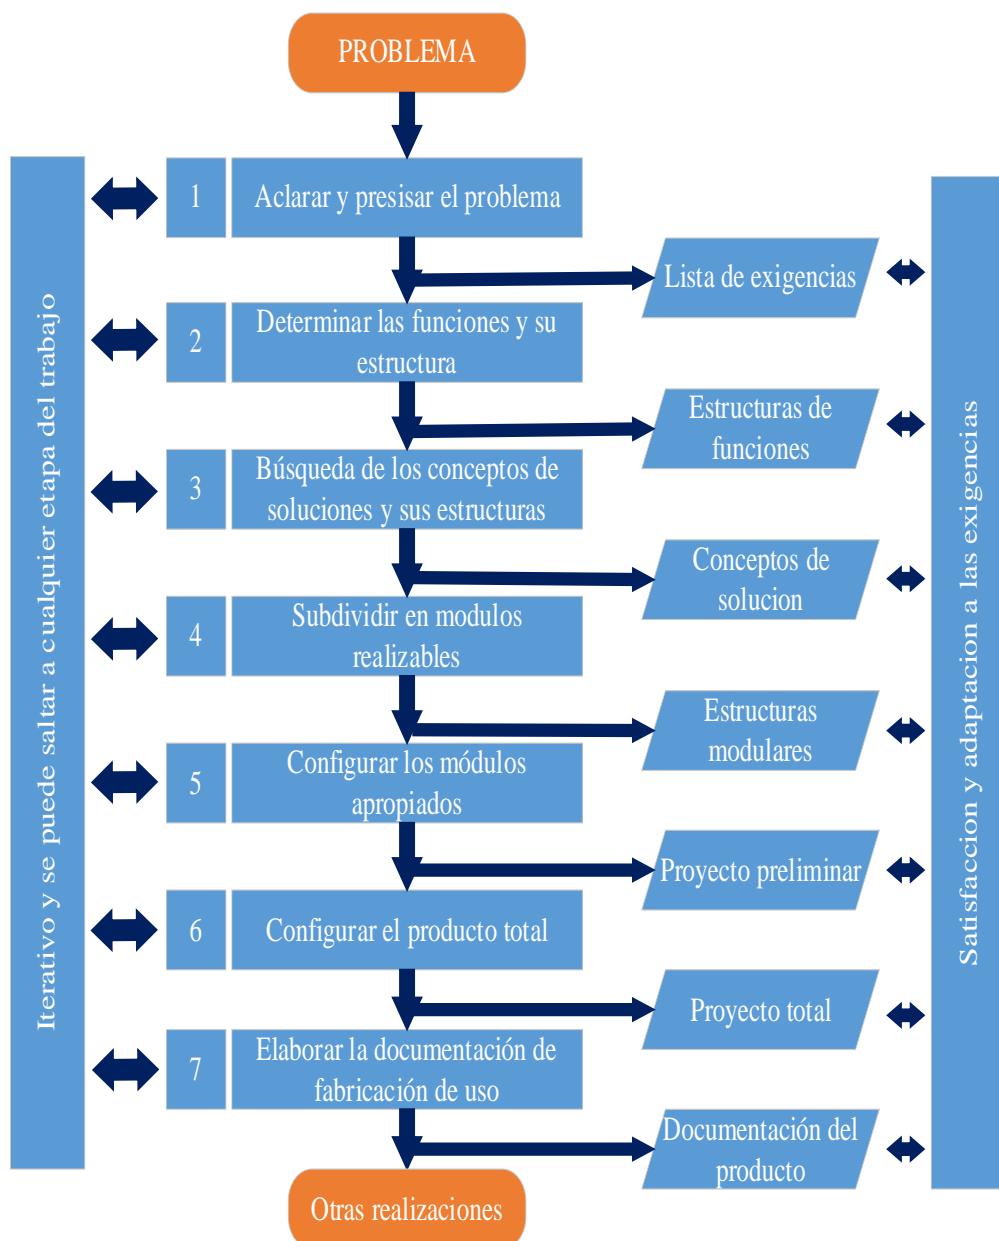 PROBLEMA
1
Aclarar y presisar el problema
Lista de exigencias
2
Determinar las funciones y su
estructura
Estructuras de
funciones
3
Búsqueda de los conceptos de
soluciones y sus estructuras
Conceptos de
solucion
4
Subdividir en modulos
realizables
Estructuras
modulares
5
Configurar los módulos
apropiados
Proyecto preliminar
6
Configurar el producto total
Proyecto total
7
Elaborar la documentación de
fabricación de uso
Documentación del
producto
Otras realizaciones
Iterativo y se puede saltar a cualquier etapa del trabajo
Satisfaccion y adaptacion a las exigencias